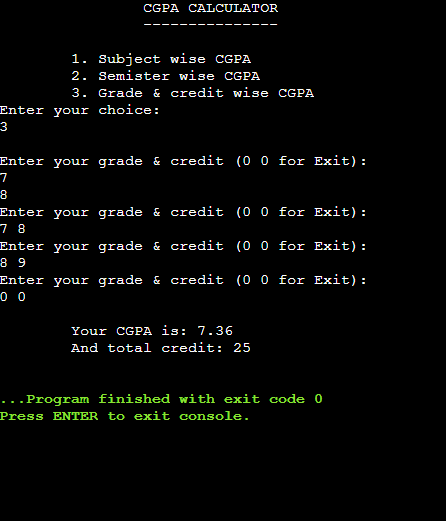 CGPA CALCULATOR
---------------
1. Subject wise CGPA
2. Semister wise CGPA
3. Grade & credit wise CGPA
Enter your choice:
3
Enter your grade & credit (0 0 for Exit):
7
8
Enter your grade & credit (0 0 for Exit):
7 8
Enter your grade & credit (0 0 for Exit):
8 9
Enter your grade & credit (0 0 for Exit):
0 0
Your CGPA is: 7.36
And total credit: 25
...Program finished with exit code 0
Press ENTER to exit console.